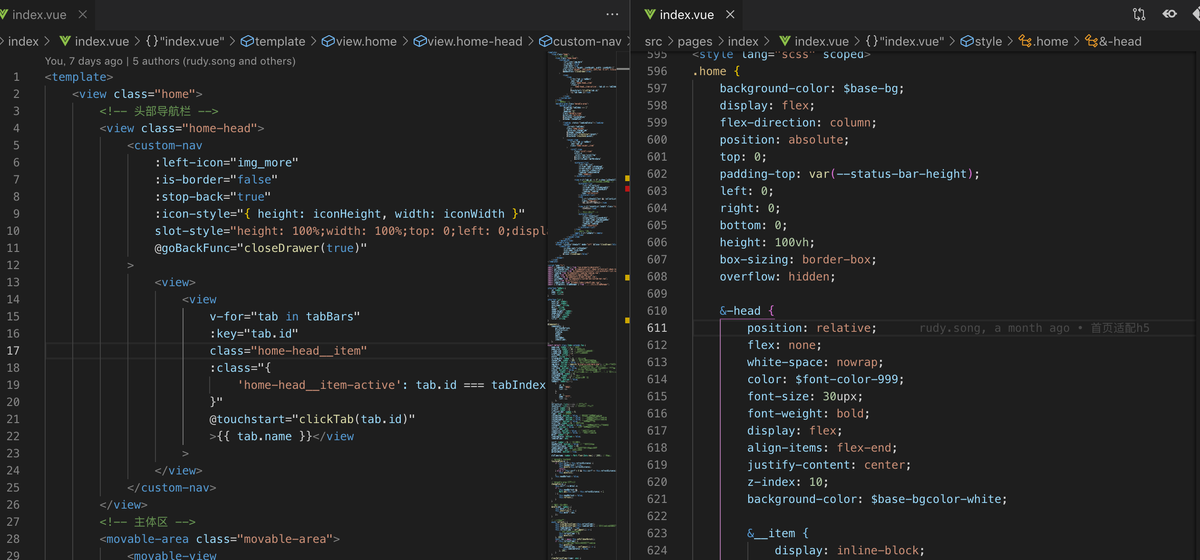 index.vue
index > index.vue > {}"index.vue" > template > view.home > view.home-head > custom-nav
You, 7 days ago | 5 authors (rudy.song and others)
1 <template>
2 <view class="home">
3 <!-- 头部导航栏 -->
4 <view class="home-head">
5 <custom-nav
6 :left-icon="img_more"
7 :is-border="false"
8 :stop-back="true"
9 :icon-style="{ height: iconHeight, width: iconWidth }"
10 slot-style="height: 100%;width: 100%;top: 0;left: 0;displ
11 @goBackFunc="closeDrawer(true)"
12 >
13 <view>
14 <view
15 v-for="tab in tabBars"
16 :key="tab.id"
17 class="home-head__item"
18 :class="{
19 'home-head__item-active': tab.id === tabIndex
20 }"
21 @touchstart="clickTab(tab.id)"
22 >{{ tab.name }}</view
23 >
24 </view>
25 </custom-nav>
26 </view>
27 <!-- 主体区 -->
28 <movable-area class="movable-area">
29 <movable-view
index.vue
src > pages > index > index.vue > {}"index.vue" > style > .home > &-head
595 <style lang="scss" scoped>
596 .home {
597 background-color: $base-bg;
598 display: flex;
599 flex-direction: column;
600 position: absolute;
601 top: 0;
602 padding-top: var(--status-bar-height);
603 left: 0;
604 right: 0;
605 bottom: 0;
606 height: 100vh;
607 box-sizing: border-box;
608 overflow: hidden;
609
610 &-head {
611 position: relative; rudy.song, a month ago • 首页适配h5
612 flex: none;
613 white-space: nowrap;
614 color: $font-color-999;
615 font-size: 30upx;
616 font-weight: bold;
617 display: flex;
618 align-items: flex-end;
619 justify-content: center;
620 z-index: 10;
621 background-color: $base-bgcolor-white;
622
623 &__item {
624 display: inline-block;